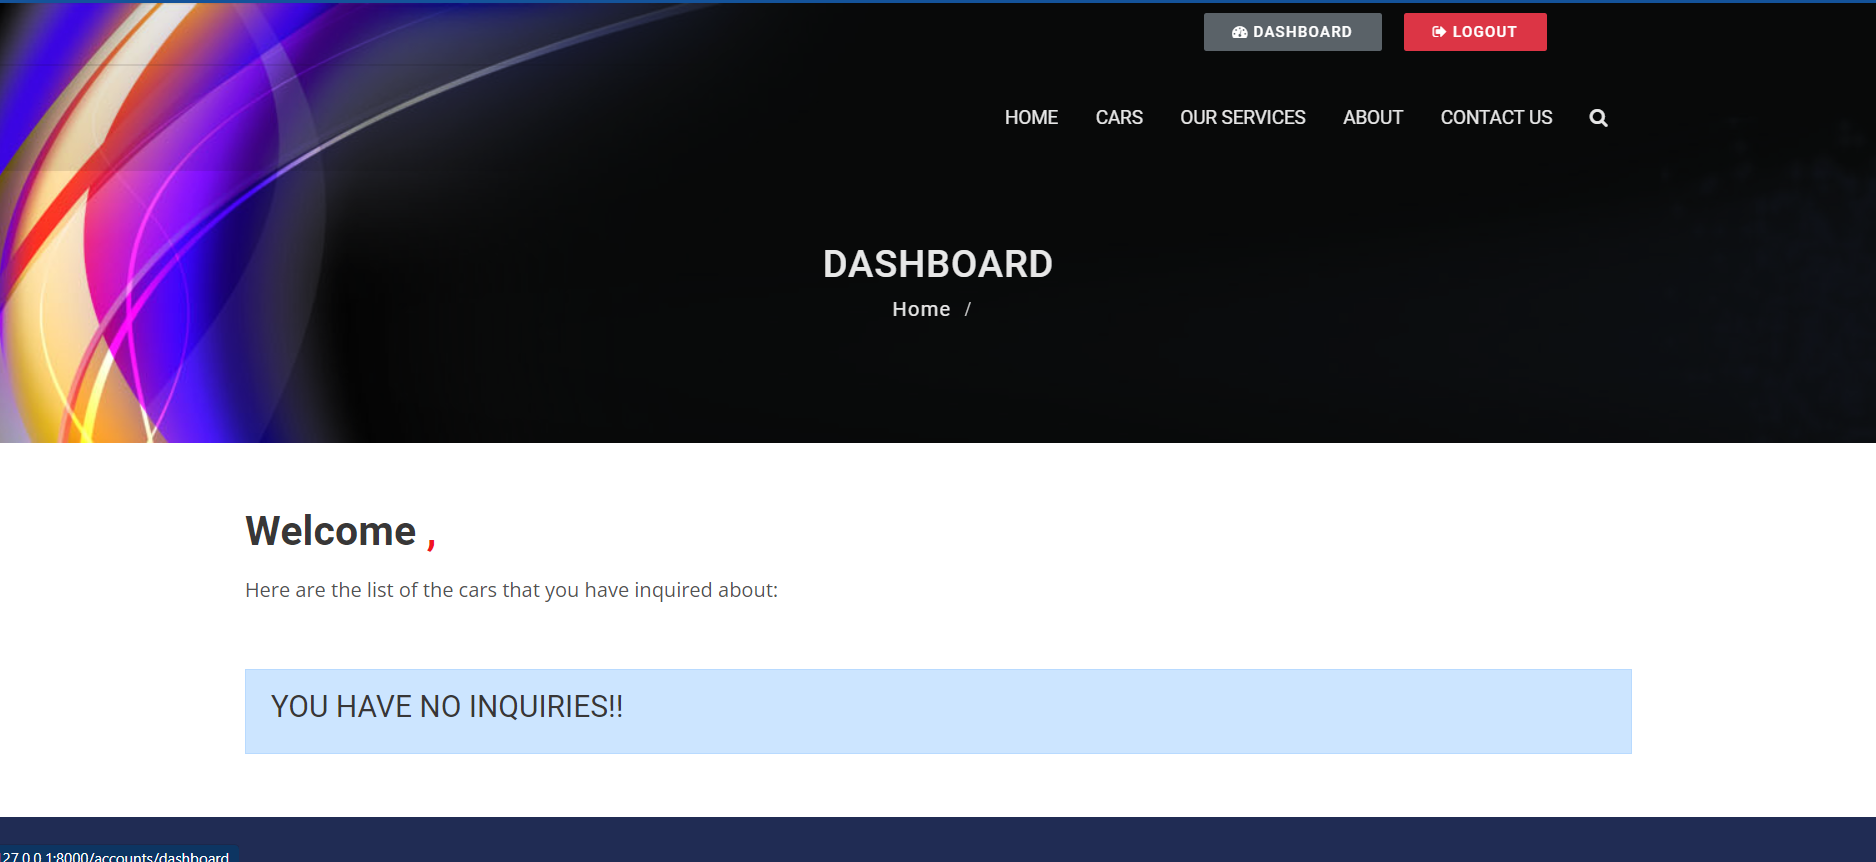 DASHBOARD LOGOUT
HOME CARS OUR SERVICES ABOUT CONTACT US
DASHBOARD
Home /
Welcome ,
Here are the list of the cars that you have inquired about:
YOU HAVE NO INQUIRIES!!
127.0.0.1:8000/accounts/dashboard